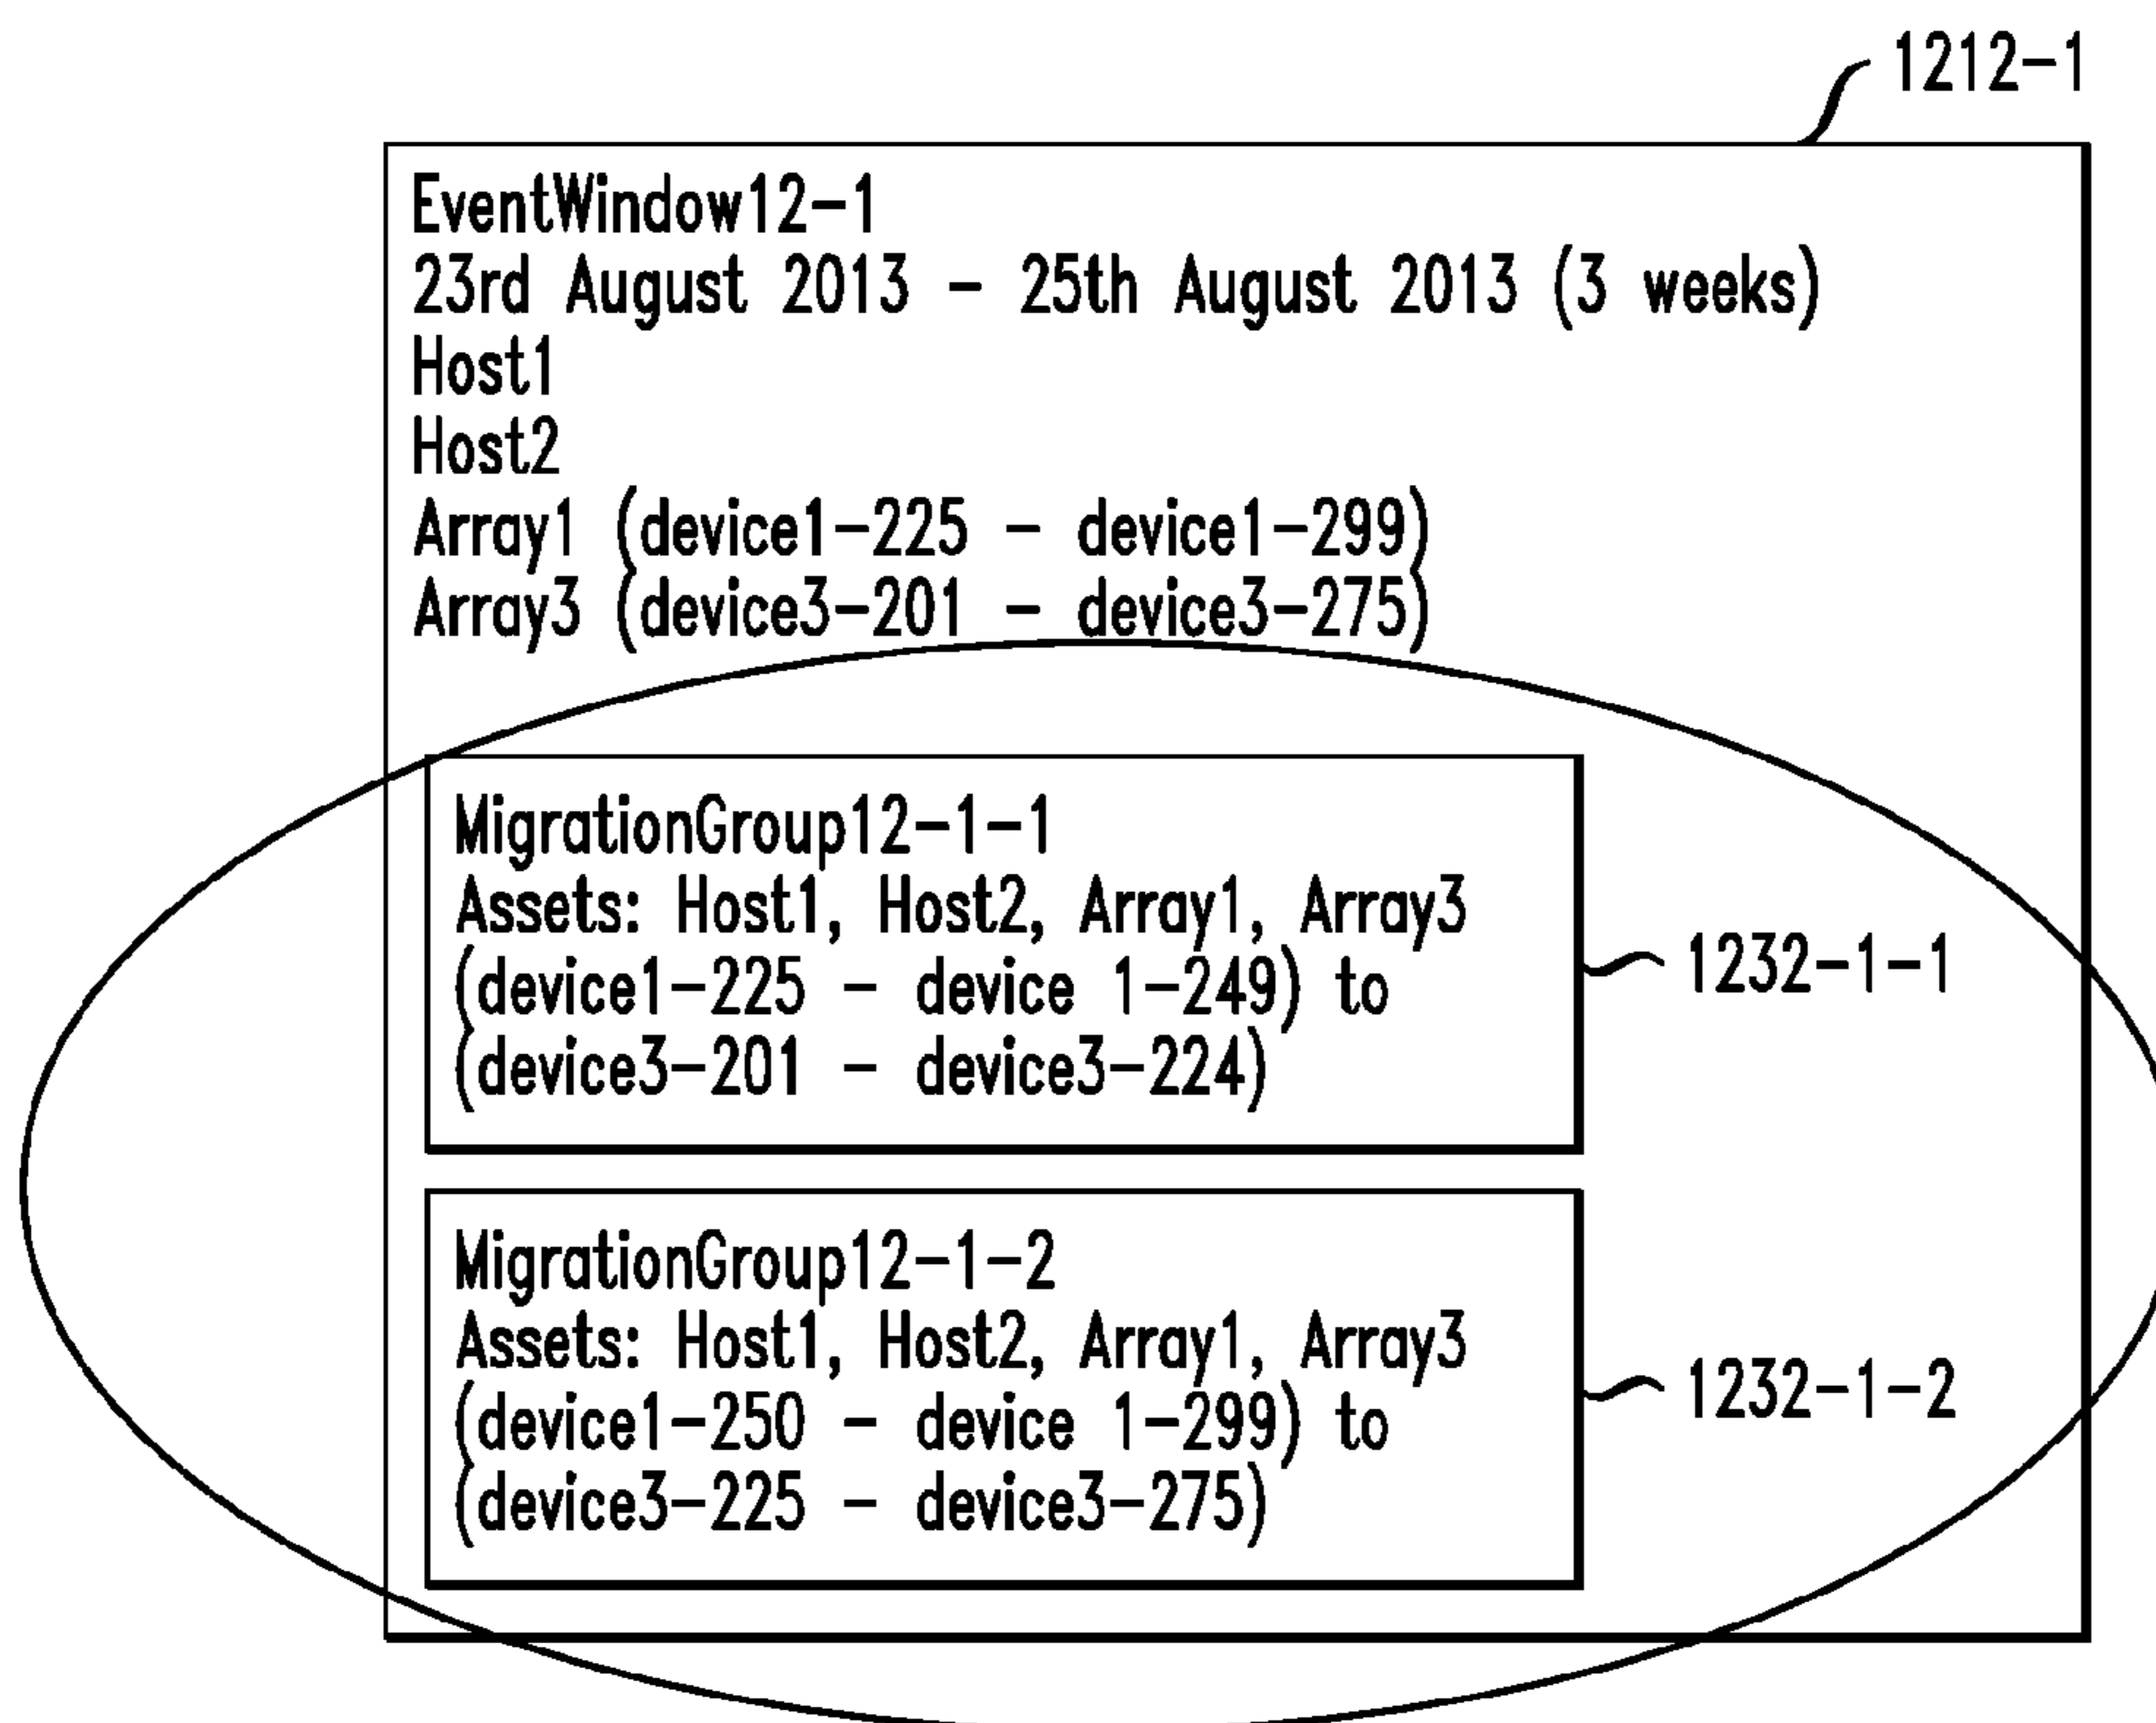 1212-1
EventWindow12-1
23rd August 2013 - 25th August 2013 (3 weeks)
Host1
Host2
Array1 (device1-225 - device1-299)
Array3 (device3-201 - device3-275)
MigrationGroup12-1-1
Assets: Host1, Host2, Array1, Array3
(device1-225 - device 1-249) to
(device3-201 - device3-224)
1232-1-1
MigrationGroup12-1-2
Assets: Host1, Host2, Array1, Array3
(device1-250 - device 1-299) to
(device3-225 - device3-275)
1232-1-2